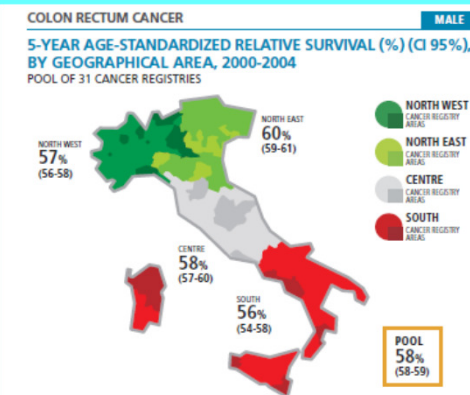 COLON RECTUM CANCER
MALE
5-YEAR AGE-STANDARDIZED RELATIVE SURVIVAL (%) (CI 95%),
BY GEOGRAPHICAL AREA, 2000-2004
POOL OF 31 CANCER REGISTRIES
NORTH WEST
57%
(56-58)
NORTH EAST
60%
(59-61)
CENTRE
58%
(57-60)
SOUTH
56%
(54-58)
NORTH WEST
CANCER REGISTRY
AREAS
NORTH EAST
CANCER REGISTRY
AREAS
CENTRE
CANCER REGISTRY
AREAS
SOUTH
CANCER REGISTRY
AREAS
POOL
58%
(58-59)